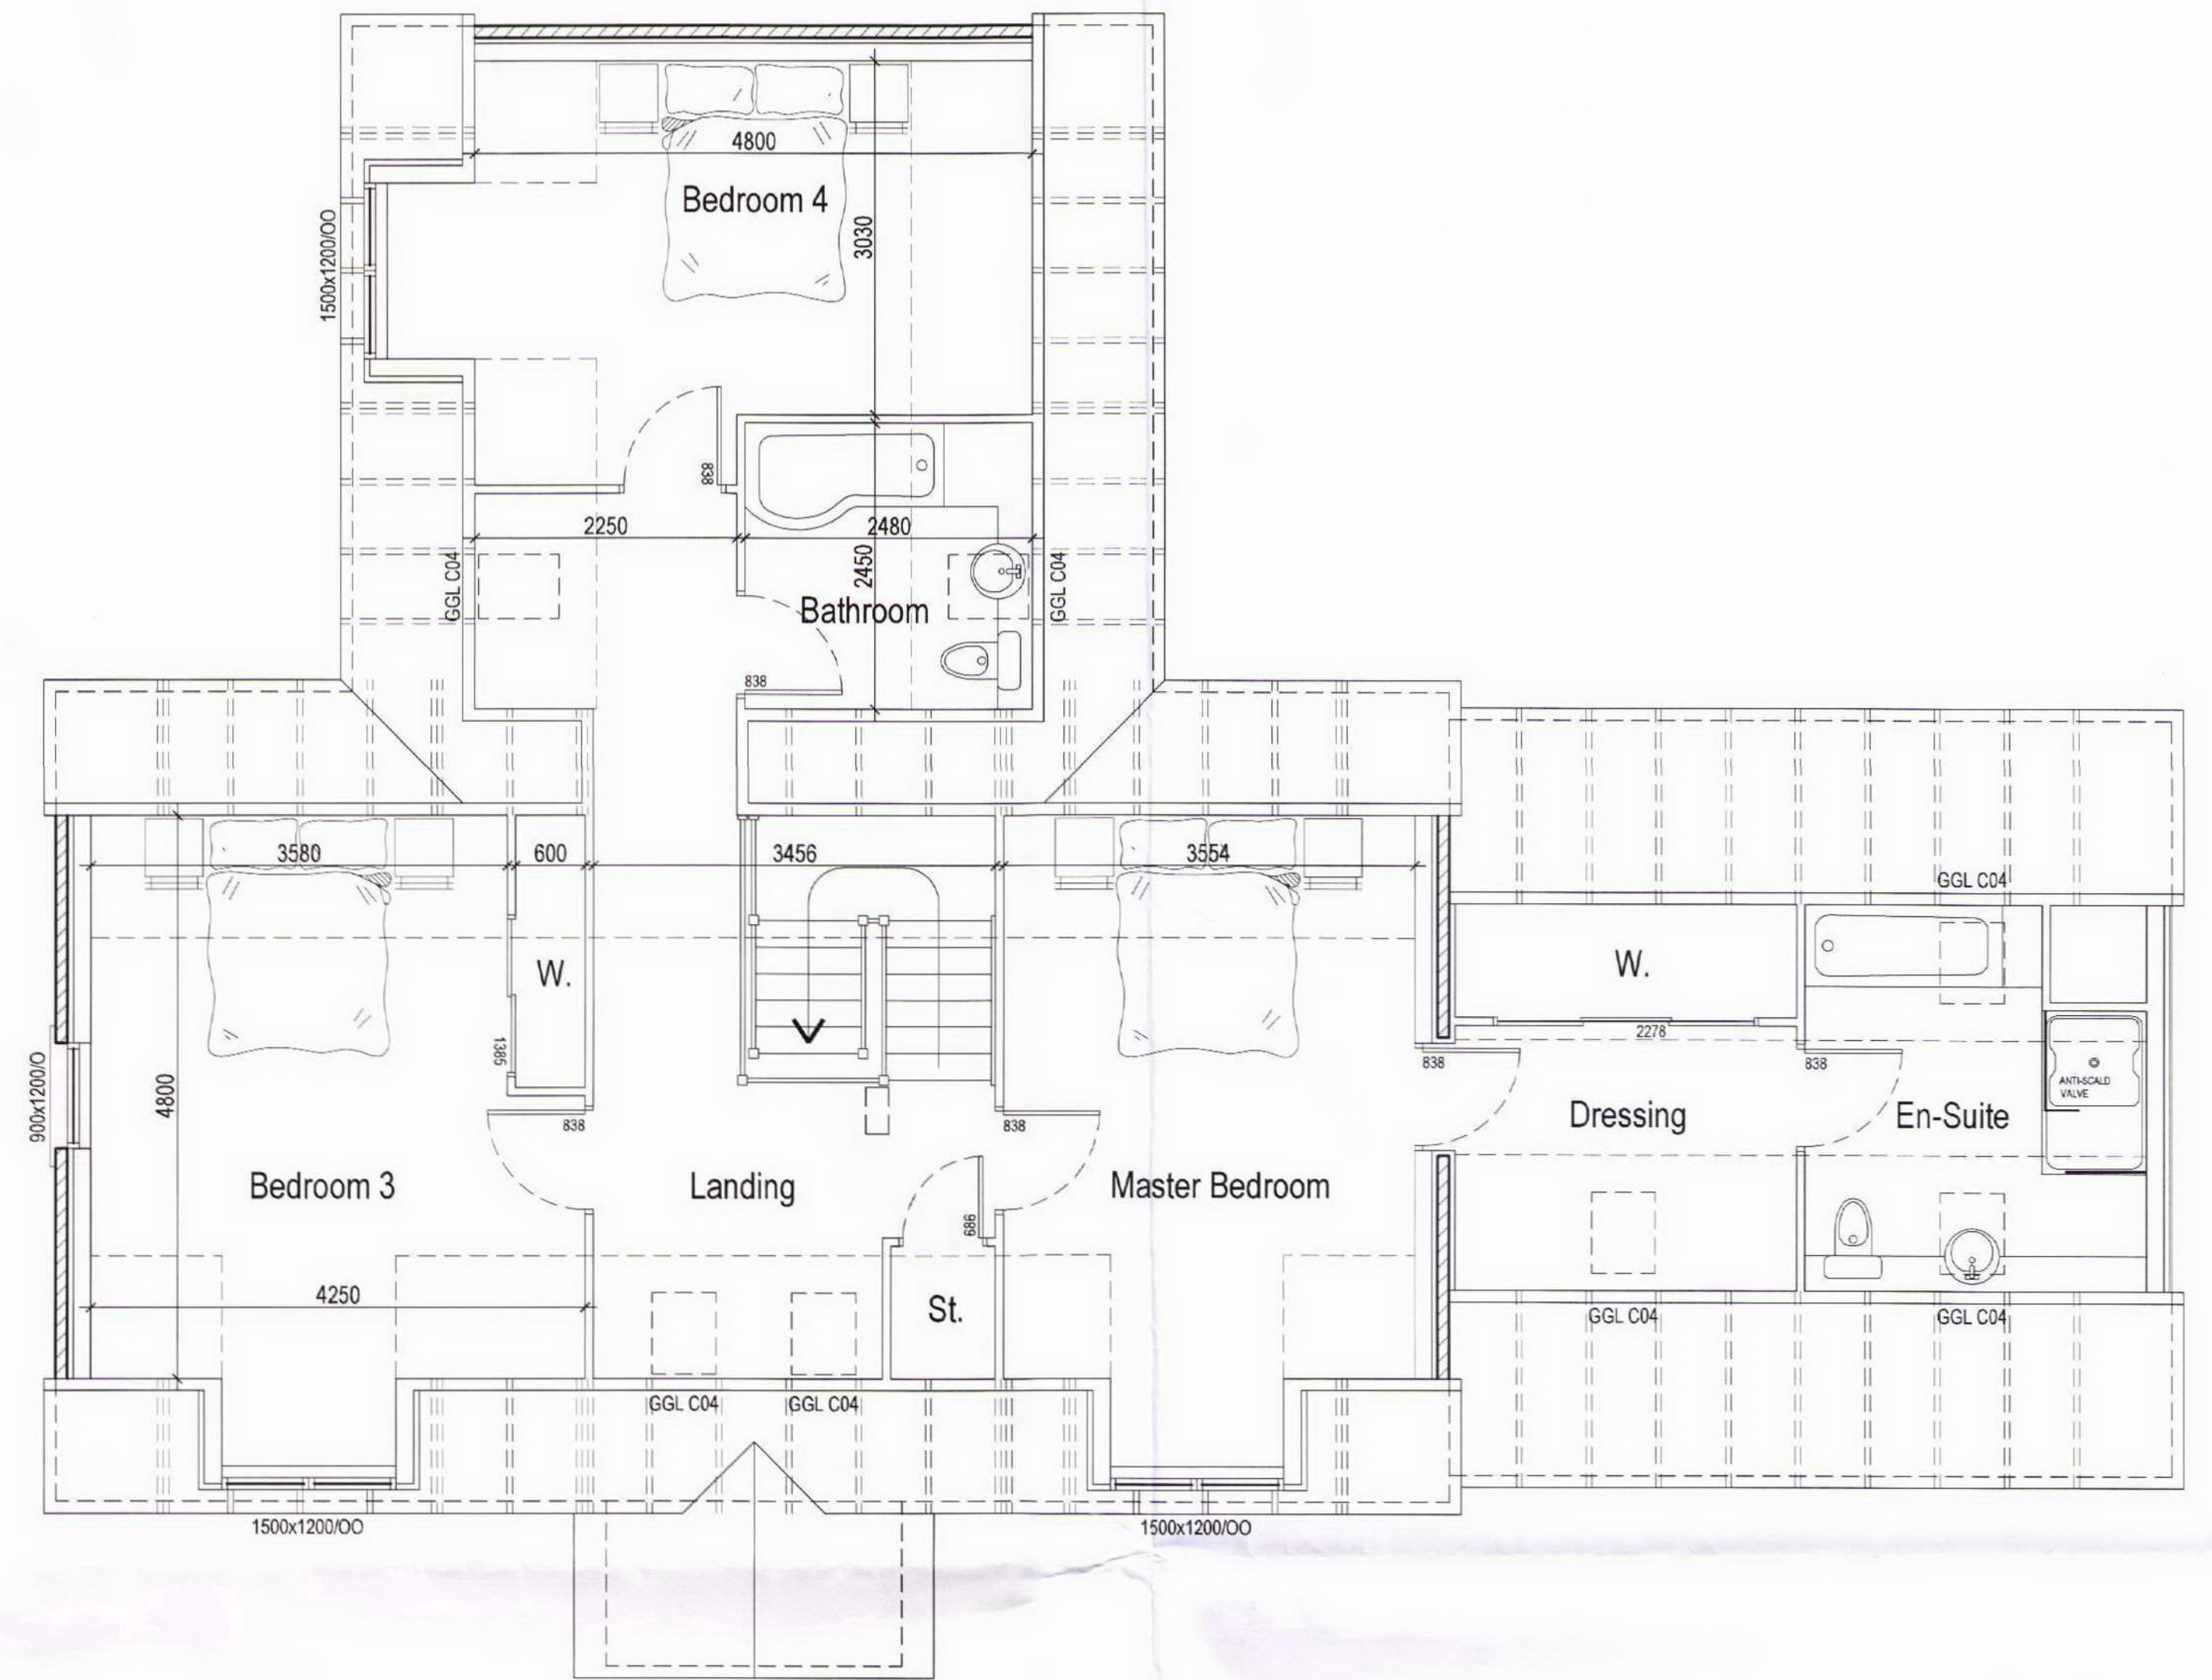 4800
Bedroom 4
3030
1500x1200/OO
838
2250
2480
2450
GGL C04
GGL C04
Bathroom
838
3580
600
3456
3554
GGL C04
W.
W.
1385
2278
838
838
ANTI-SCALD
VALVE
900x1200/O
4800
838
838
Dressing
En-Suite
Bedroom 3
Landing
Master Bedroom
686
4250
St.
GGL C04
GGL C04
GGL C04
GGL C04
1500x1200/OO
1500x1200/OO